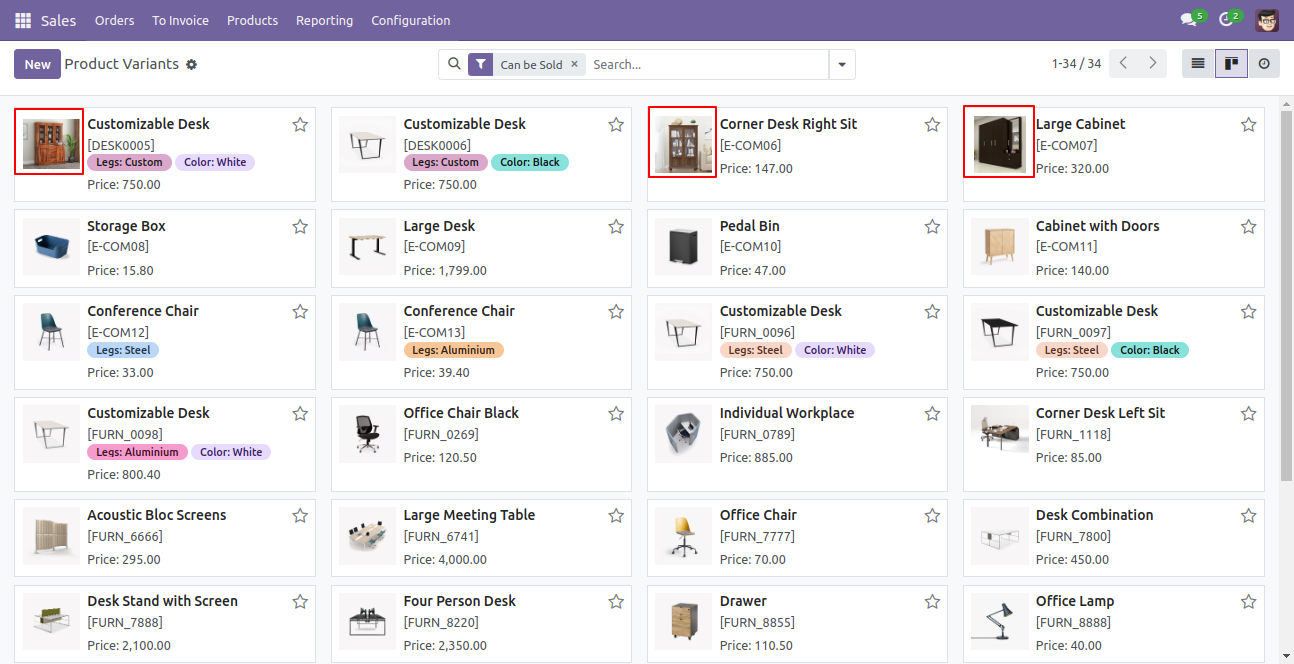 Sales Orders To Invoice Products Reporting Configuration 5 2
New Product Variants Can be Sold × Search... 1-34 / 34
Customizable Desk
[DESK0005]
Legs: Custom Color: White
Price: 750.00
Customizable Desk
[DESK0006]
Legs: Custom Color: Black
Price: 750.00
Corner Desk Right Sit
[E-COM06]
Price: 147.00
Large Cabinet
[E-COM07]
Price: 320.00
Storage Box
[E-COM08]
Price: 15.80
Large Desk
[E-COM09]
Price: 1,799.00
Pedal Bin
[E-COM10]
Price: 47.00
Cabinet with Doors
[E-COM11]
Price: 140.00
Conference Chair
[E-COM12]
Legs: Steel
Price: 33.00
Conference Chair
[E-COM13]
Legs: Aluminium
Price: 39.40
Customizable Desk
[FURN_0096]
Legs: Steel Color: White
Price: 750.00
Customizable Desk
[FURN_0097]
Legs: Steel Color: Black
Price: 750.00
Customizable Desk
[FURN_0098]
Legs: Aluminium Color: White
Price: 800.40
Office Chair Black
[FURN_0269]
Price: 120.50
Individual Workplace
[FURN_0789]
Price: 885.00
Corner Desk Left Sit
[FURN_1118]
Price: 85.00
Acoustic Bloc Screens
[FURN_6666]
Price: 295.00
Large Meeting Table
[FURN_6741]
Price: 4,000.00
Office Chair
[FURN_7777]
Price: 70.00
Desk Combination
[FURN_7800]
Price: 450.00
Desk Stand with Screen
[FURN_7888]
Price: 2,100.00
Four Person Desk
[FURN_8220]
Price: 2,350.00
Drawer
[FURN_8855]
Price: 110.50
Office Lamp
[FURN_8888]
Price: 40.00